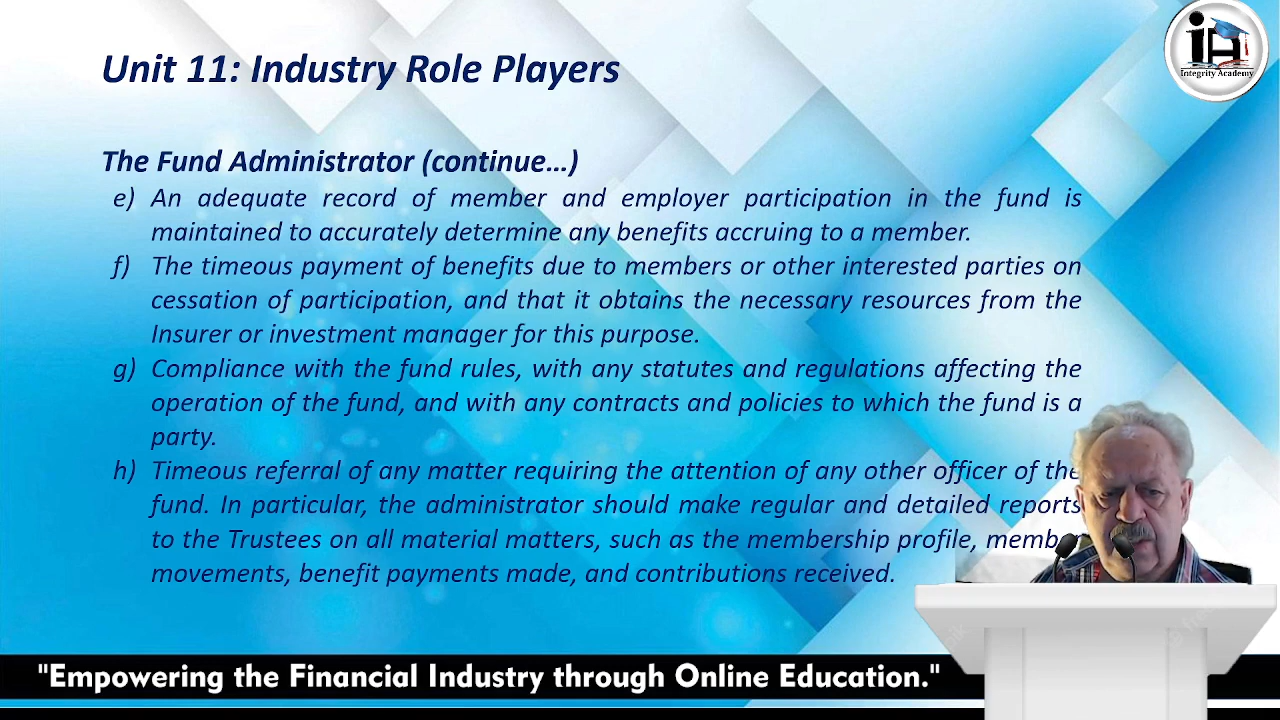 Unit 11: Industry Role Players
Integrity Academy
The Fund Administrator (continue...)
e) An adequate record of member and employer participation in the fund is
maintained to accurately determine any benefits accruing to a member.
f) The timeous payment of benefits due to members or other interested parties on
cessation of participation, and that it obtains the necessary resources from the
Insurer or investment manager for this purpose.
g) Compliance with the fund rules, with any statutes and regulations affecting the
operation of the fund, and with any contracts and policies to which the fund is a
party.
h) Timeous referral of any matter requiring the attention of any other officer of the
fund. In particular, the administrator should make regular and detailed reports
to the Trustees on all material matters, such as the membership profile, member
movements, benefit payments made, and contributions received.
"Empowering the Financial Industry through Online Education."